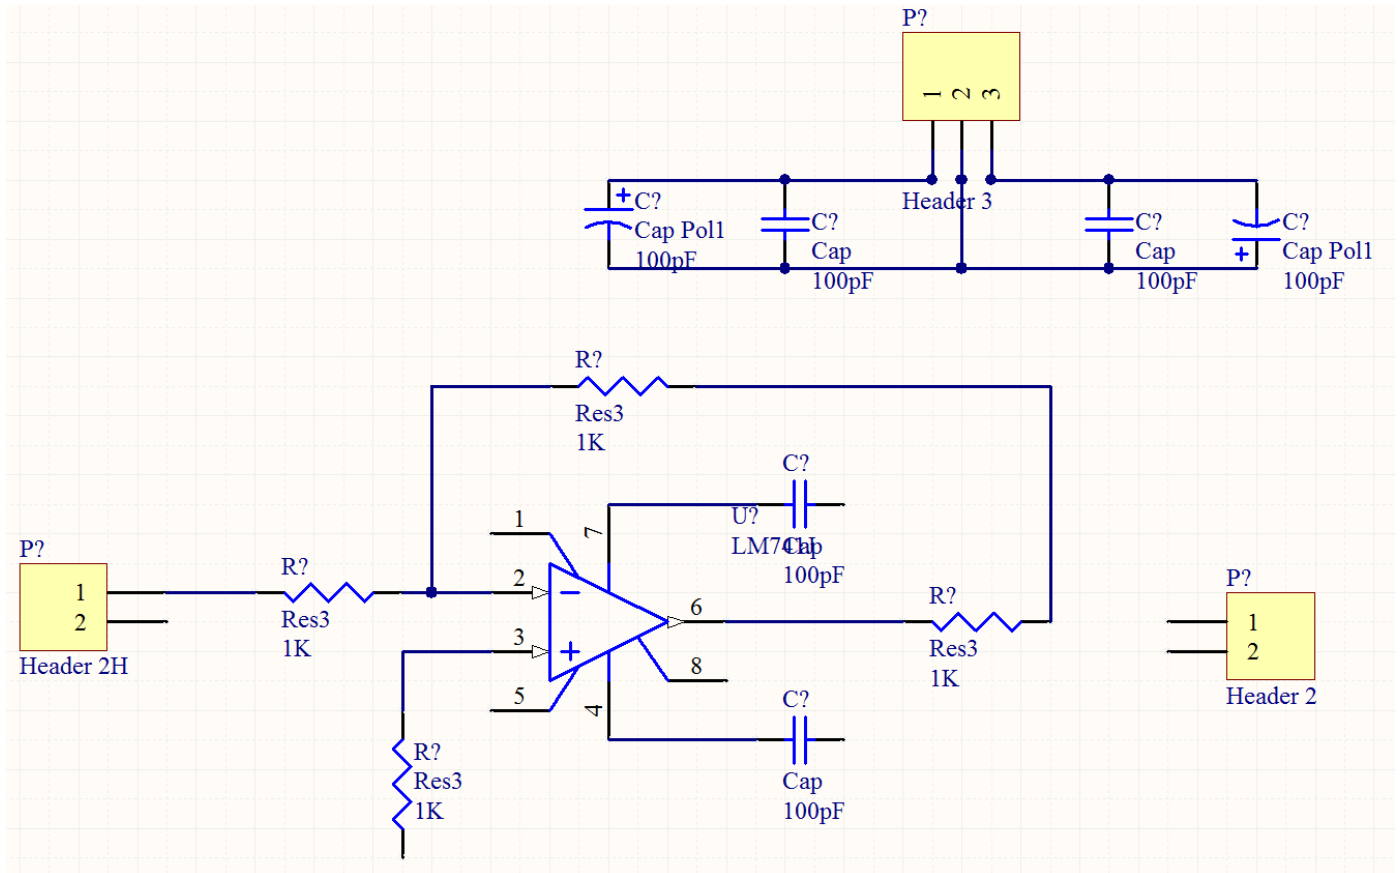 P?
1 2 3
Header 3
C?
Cap Pol1
100pF
C?
Cap
100pF
C?
Cap
100pF
C?
Cap Pol1
100pF
R?
Res3
1K
C?
Cap
100pF
U?
LM741J
P?
1
2
Header 2H
R?
Res3
1K
1
2
3
5
7
4
6
8
R?
Res3
1K
P?
1
2
Header 2
C?
Cap
100pF
R?
Res3
1K